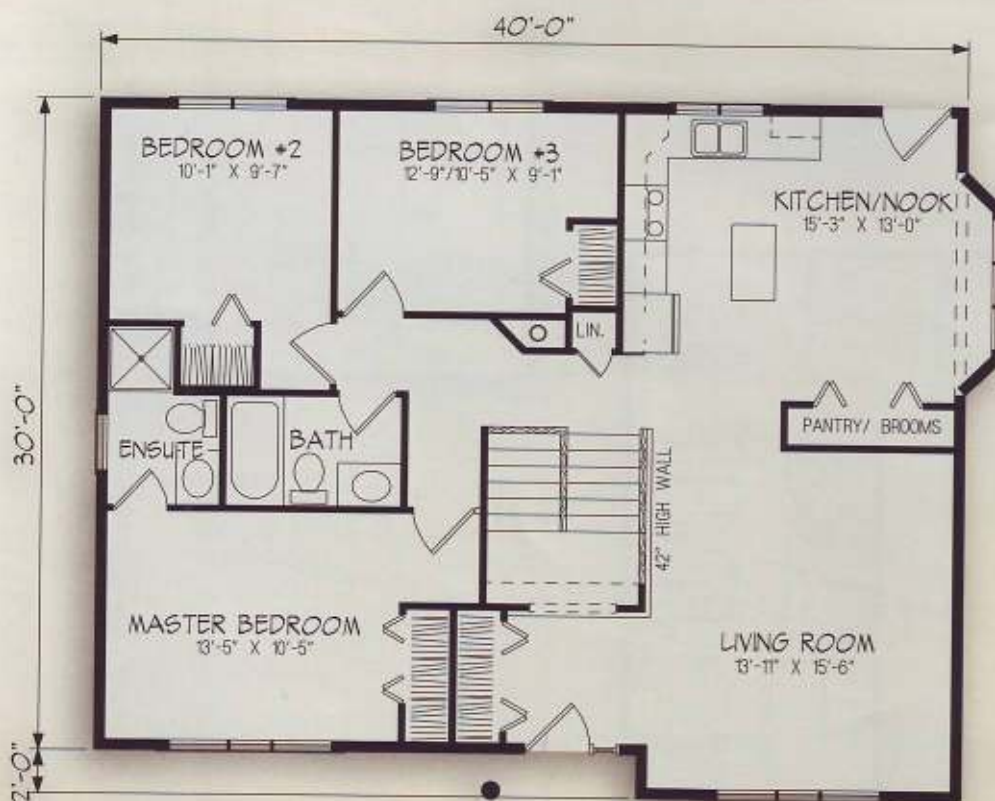 40'-0"
BEDROOM #2
10'-1" X 9'-7"
BEDROOM #3
12'-9"/10'-5" X 9'-1"
KITCHEN/NOOK
15'-3" X 13'-0"
30'-0"
LIN.
PANTRY/ BROOMS
ENSUTE
BATH
42" HIGH WALL
MASTER BEDROOM
13'-5" X 10'-5"
LIVING ROOM
13'-11" X 15'-6"
2'-0"